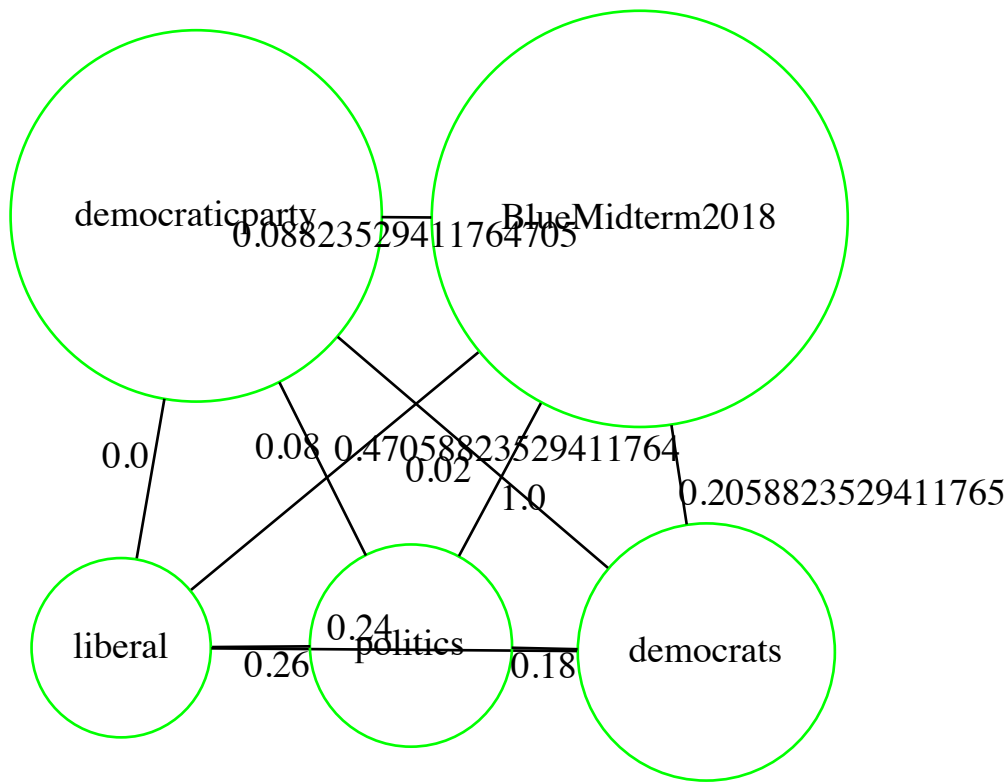 democraticparty
BlueMidterm2018
0.08823529411764705
0.0
0.08
0.47058823529411764
0.02
1.0
0.2058823529411765
liberal
0.24
politics
democrats
0.26
0.18